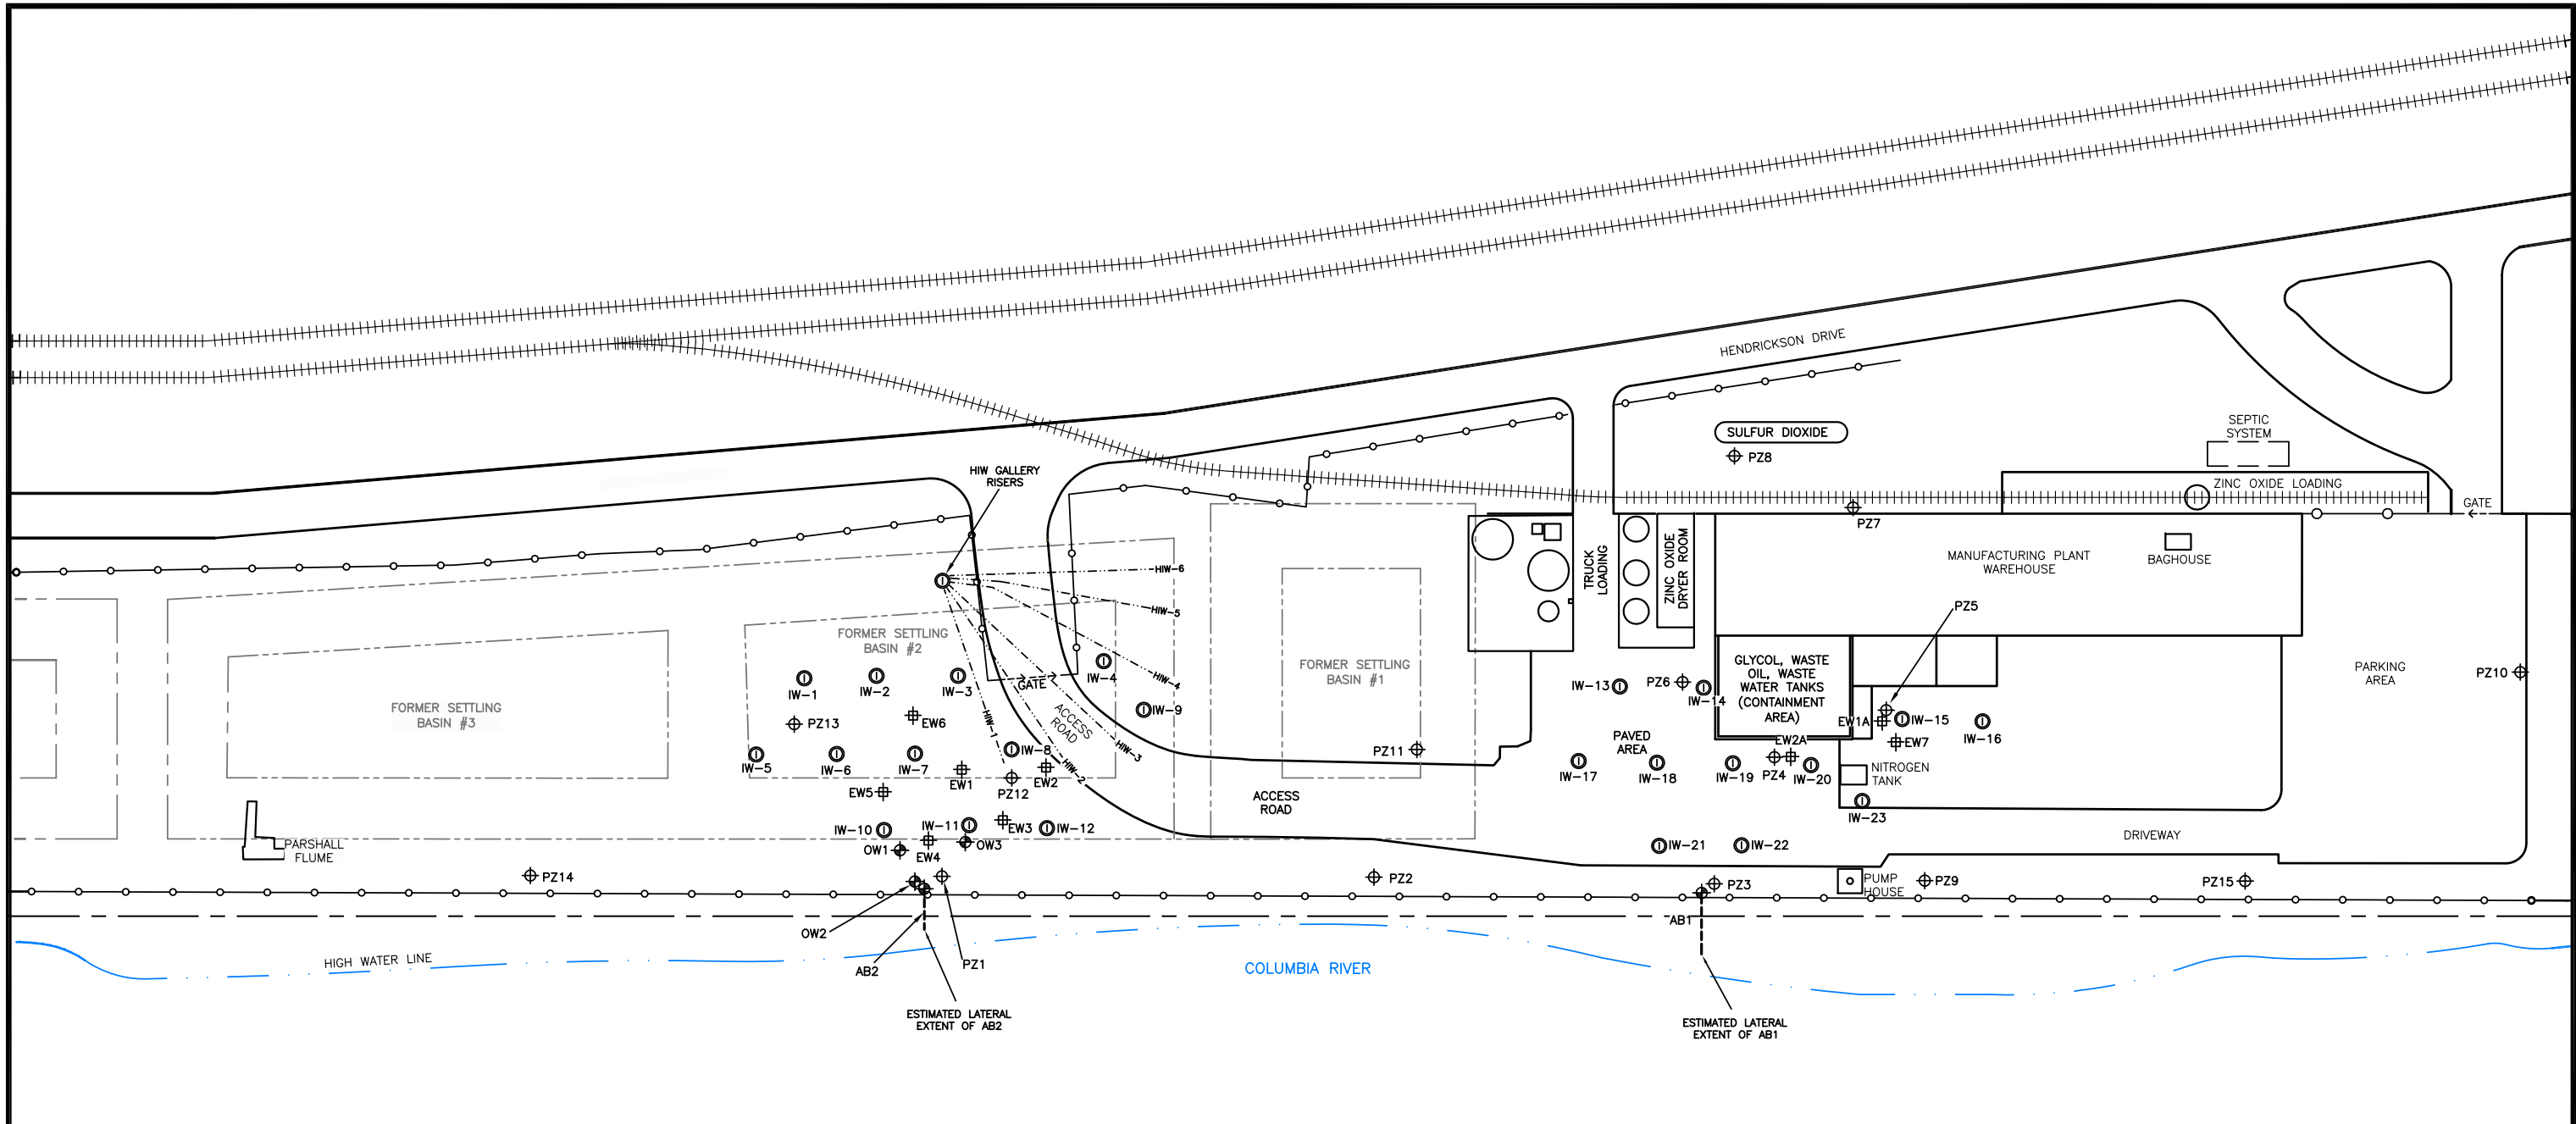 HENDRICKSON DRIVE
SULFUR DIOXIDE
PZ8
SEPTIC
SYSTEM
HIW GALLERY
RISERS
ZINC OXIDE LOADING
GATE
PZ7
TRUCK
LOADING
ZINC OXIDE
DRYER ROOM
MANUFACTURING PLANT
WAREHOUSE
BAGHOUSE
HIW-6
HIW-5
HIW-4
HIW-3
HIW-2
HIW-1
PZ5
FORMER SETTLING
BASIN #2
FORMER SETTLING
BASIN #1
FORMER SETTLING
BASIN #3
GLYCOL, WASTE
OIL, WASTE
WATER TANKS
(CONTAINMENT
AREA)
PARKING
AREA
PZ10
IW-1
IW-2
IW-3
GATE
IW-4
IW-13
PZ6
IW-14
IW-9
PZ13
EW6
ACCESS
ROAD
EW1A
IW-15
IW-16
EW7
IW-5
IW-6
IW-7
IW-8
PZ11
PAVED
AREA
EW2A
EW1
EW2
PZ12
EW5
IW-17
IW-18
IW-19
PZ4
IW-20
NITROGEN
TANK
ACCESS
ROAD
IW-23
IW-10
IW-11
EW3
IW-12
OW1
EW4
OW3
DRIVEWAY
PARSHALL
FLUME
IW-21
IW-22
PZ14
PZ2
PZ3
PUMP
HOUSE
PZ9
PZ15
OW2
AB2
PZ1
AB1
HIGH WATER LINE
COLUMBIA RIVER
ESTIMATED LATERAL
EXTENT OF AB2
ESTIMATED LATERAL
EXTENT OF AB1